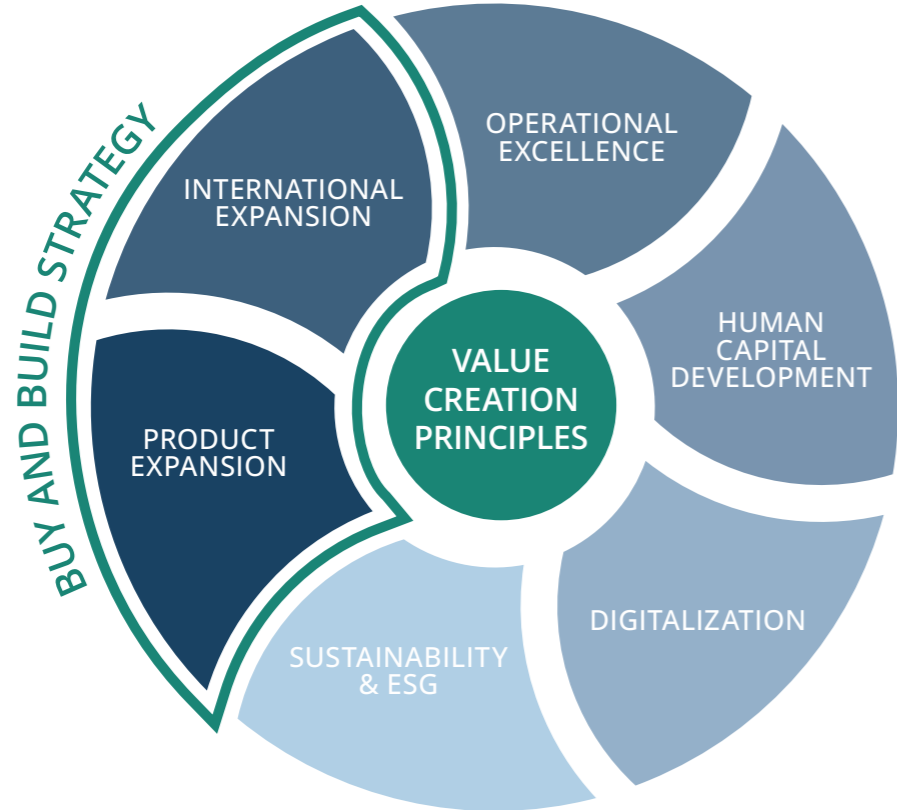 BUY AND BUILD STRATEGY
INTERNATIONAL
EXPANSION
PRODUCT
EXPANSION
OPERATIONAL
EXCELLENCE
HUMAN
CAPITAL
DEVELOPMENT
DIGITALIZATION
SUSTAINABILITY
& ESG
VALUE
CREATION
PRINCIPLES